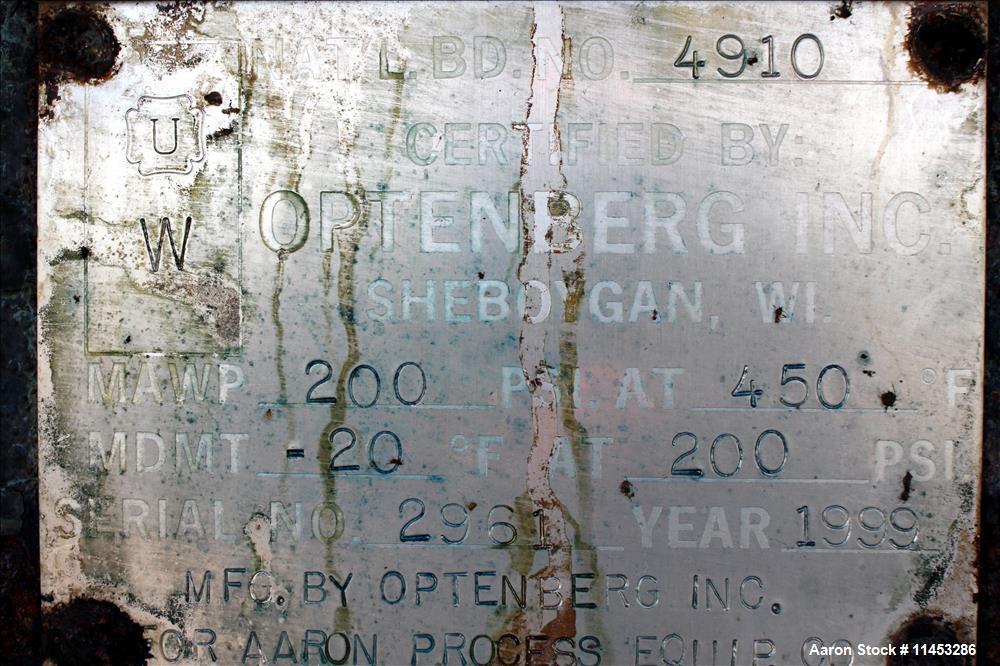 NAT'L. BD. NO. 4910
U
CERTIFIED BY:
W
OPTENBERG INC.
SHEBOYGAN, WI.
MAWP 200 PSI. AT 450 °F
MDMT -20 °F AT 200 PSI
SERIAL NO. 2961 YEAR 1999
MFG. BY OPTENBERG INC.
FOR AARON PROCESS EQUIP CO
Aaron Stock # 11453286